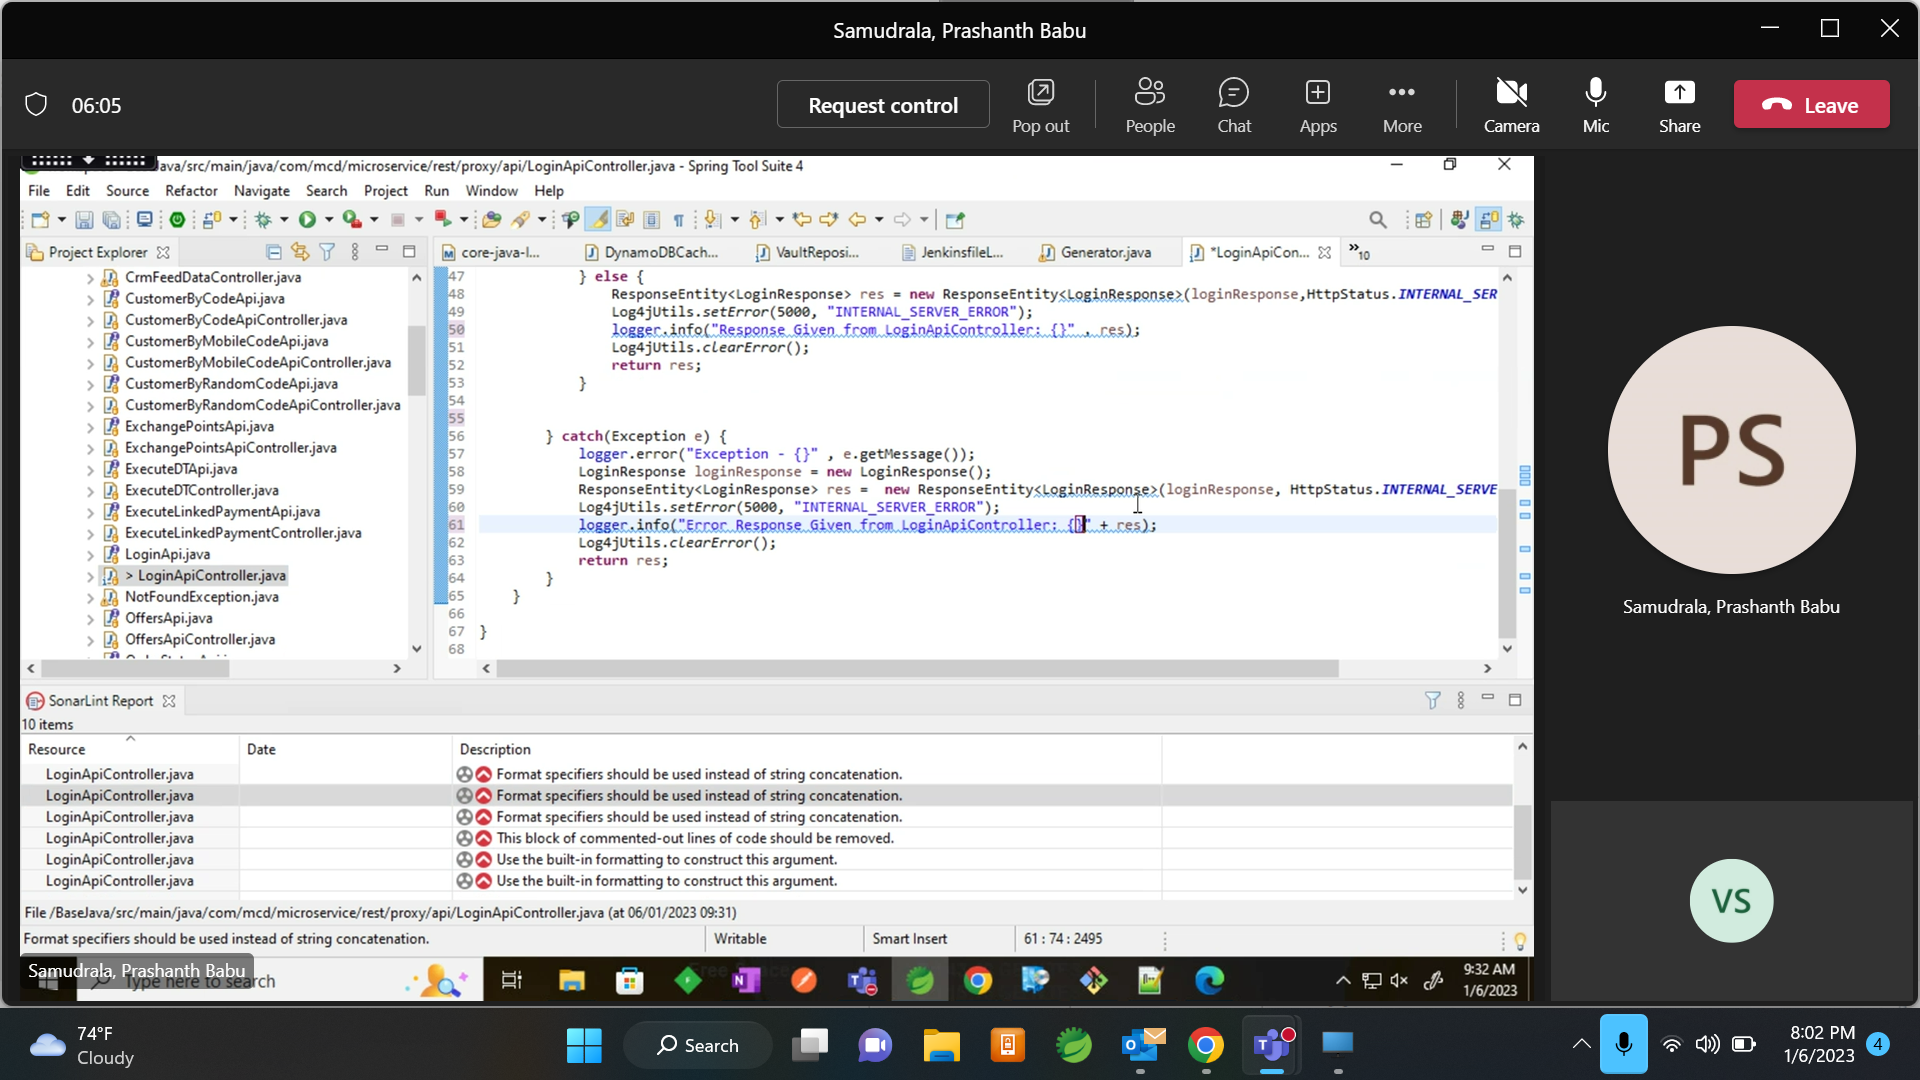 Samudrala, Prashanth Babu
06:05
Request control
Pop out
People
Chat
Apps
More
Camera
Mic
Share
Leave
ava/src/main/java/com/mcd/microservice/rest/proxy/api/LoginApiController.java - Spring Tool Suite 4
File Edit Source Refactor Navigate Search Project Run Window Help
Project Explorer
core-java-l...
DynamoDBCach...
VaultReposi...
JenkinsfileL...
Generator.java
*LoginApiCon...
»10
CrmFeedDataController.java
CustomerByCodeApi.java
CustomerByCodeApiController.java
CustomerByMobileCodeApi.java
CustomerByMobileCodeApiController.java
CustomerByRandomCodeApi.java
CustomerByRandomCodeApiController.java
ExchangePointsApi.java
ExchangePointsApiController.java
ExecuteDTApi.java
ExecuteDTController.java
ExecuteLinkedPaymentApi.java
ExecuteLinkedPaymentController.java
LoginApi.java
> LoginApiController.java
NotFoundException.java
OffersApi.java
OffersApiController.java
47 } else {
48 ResponseEntity<LoginResponse> res = new ResponseEntity<LoginResponse>(loginResponse,HttpStatus.INTERNAL_SER
49 Log4jUtils.setError(5000, "INTERNAL_SERVER_ERROR");
50 logger.info("Response Given from LoginApiController: {}" , res);
51 Log4jUtils.clearError();
52 return res;
53 }
54
55
56 } catch(Exception e) {
57 logger.error("Exception - {}" , e.getMessage());
58 LoginResponse loginResponse = new LoginResponse();
59 ResponseEntity<LoginResponse> res = new ResponseEntity<LoginResponse>(loginResponse, HttpStatus.INTERNAL_SERVE
60 Log4jUtils.setError(5000, "INTERNAL_SERVER_ERROR");
61 logger.info("Error Response Given from LoginApiController: {}" + res);
62 Log4jUtils.clearError();
63 return res;
64 }
65 }
66
67 }
68
SonarLint Report
10 items
Resource Date Description
LoginApiController.java Format specifiers should be used instead of string concatenation.
LoginApiController.java Format specifiers should be used instead of string concatenation.
LoginApiController.java Format specifiers should be used instead of string concatenation.
LoginApiController.java This block of commented-out lines of code should be removed.
LoginApiController.java Use the built-in formatting to construct this argument.
LoginApiController.java Use the built-in formatting to construct this argument.
File /BaseJava/src/main/java/com/mcd/microservice/rest/proxy/api/LoginApiController.java (at 06/01/2023 09:31)
Format specifiers should be used instead of string concatenation.
Writable
Smart Insert
61 : 74 : 2495
Samudrala, Prashanth Babu
Type here to search
9:32 AM
1/6/2023
PS
Samudrala, Prashanth Babu
VS
74°F
Cloudy
Search
8:02 PM
1/6/2023
4